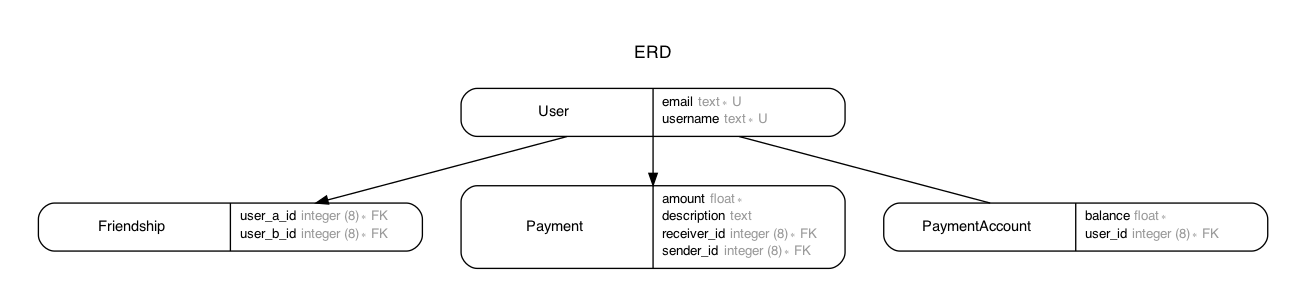 ERD
User
email text* U
username text* U
Friendship
user_a_id integer (8)* FK
user_b_id integer (8)* FK
Payment
amount float*
description text
receiver_id integer (8)* FK
sender_id integer (8)* FK
PaymentAccount
balance float*
user_id integer (8)* FK